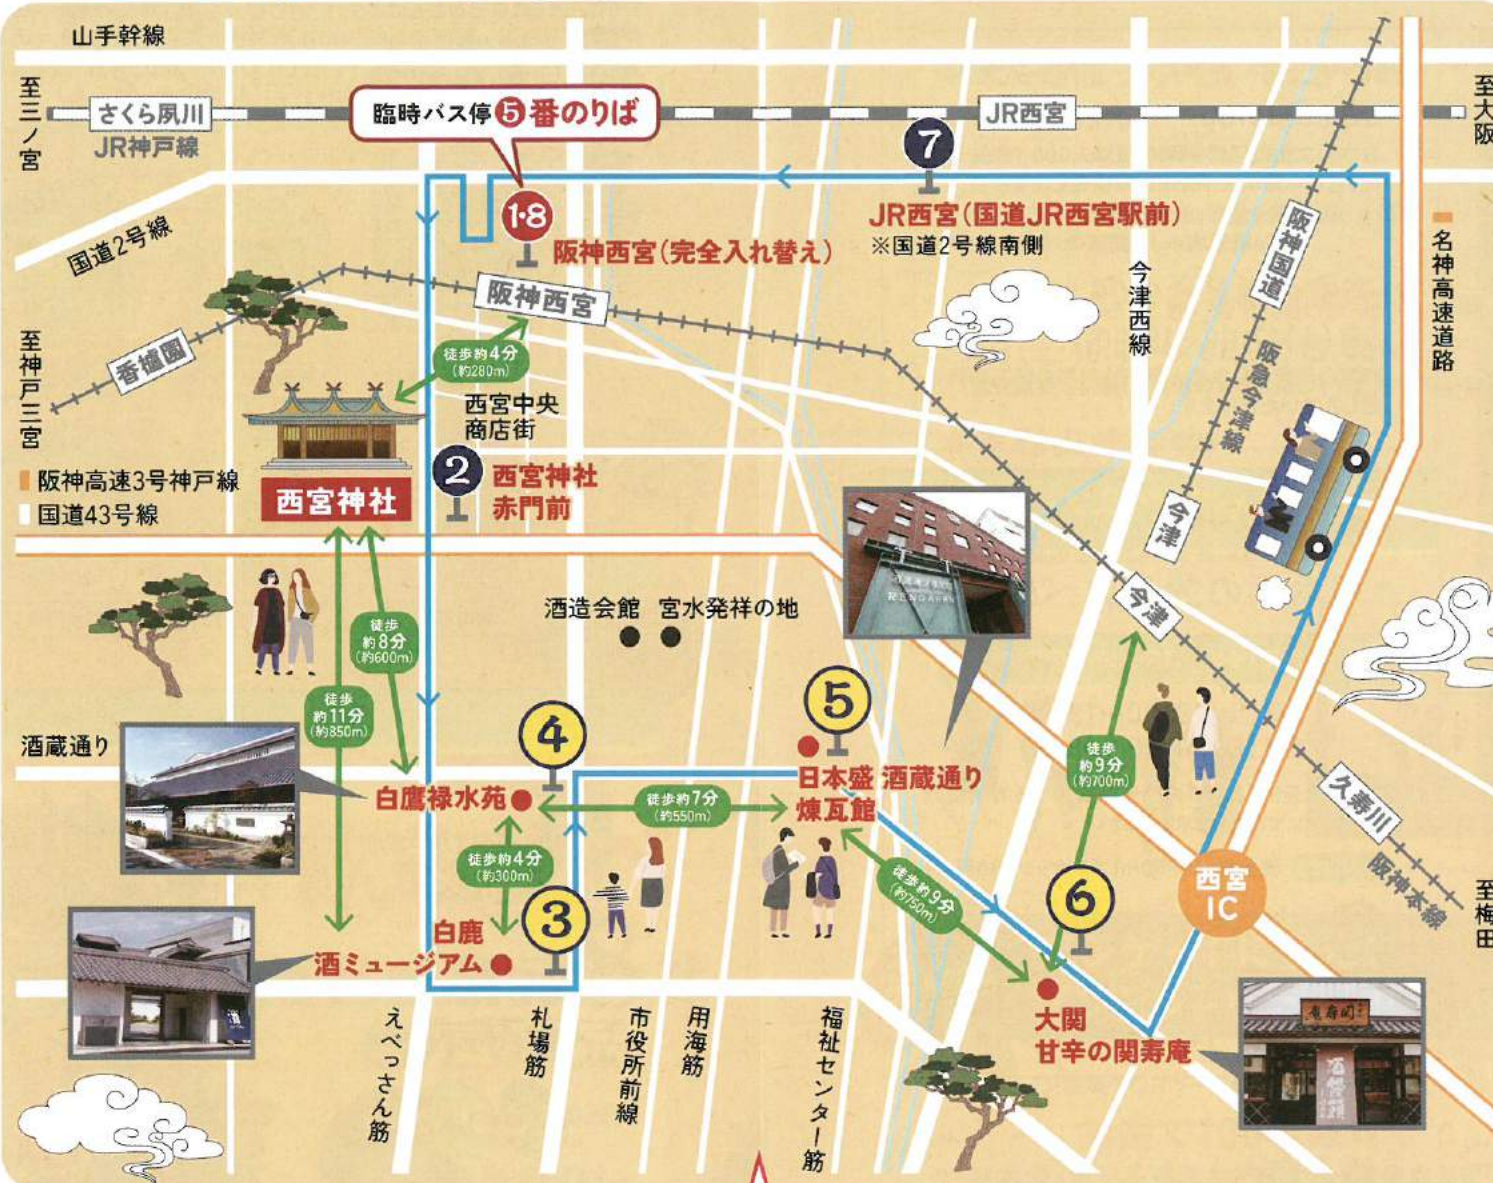 山手幹線
至三ノ宮
さくら夙川
JR神戸線
臨時バス停5番のりば
JR西宮
至大阪
7
国道2号線
1・8
阪神西宮(完全入れ替え)
JR西宮(国道JR西宮駅前)
※国道2号線南側
阪神国道
名神高速道路
今津西線
阪神西宮
至神戸三宮
香櫨園
徒歩約4分
(約280m)
阪急今津線
西宮中央
商店街
阪神高速3号神戸線
国道43号線
西宮神社
2
西宮神社
赤門前
今津
今津
酒造会館
宮水発祥の地
RENGAKAN
徒歩
約8分
(約600m)
徒歩
約11分
(約850m)
酒蔵通り
4
5
徒歩
約9分
(約700m)
白鷹禄水苑
徒歩約7分
(約550m)
日本盛 酒蔵通り
煉瓦館
久寿川
阪神本線
至梅田
徒歩約4分
(約300m)
徒歩約9分
(約750m)
西宮
IC
6
3
白鹿
酒ミュージアム
大関
甘辛の関寿庵
えべっさん筋
札場筋
市役所前線
用海筋
福祉センター筋